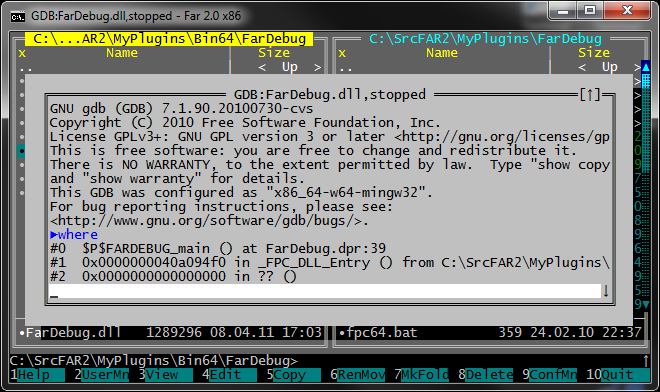 GDB:FarDebug.dll,stopped - Far 2.0 x86
C:\...AR2\MyPlugins\Bin64\FarDebug
C:\SrcFAR2\MyPlugins\FarDebug
x Name Size
x Name Size
.. < Up >
.. < Up >
GDB:FarDebug.dll,stopped [↑]
GNU gdb (GDB) 7.1.90.20100730-cvs
Copyright (C) 2010 Free Software Foundation, Inc.
License GPLv3+: GNU GPL version 3 or later <http://gnu.org/licenses/gp
This is free software: you are free to change and redistribute it.
There is NO WARRANTY, to the extent permitted by law. Type "show copy
and "show warranty" for details.
This GDB was configured as "x86_64-w64-mingw32".
For bug reporting instructions, please see:
<http://www.gnu.org/software/gdb/bugs/>.
►where
#0 $P$FARDEBUG_main () at FarDebug.dpr:39
#1 0x0000000040a094f0 in _FPC_DLL_Entry () from C:\SrcFAR2\MyPlugins\
#2 0x0000000000000000 in ?? ()
_ ↓
•FarDebug.dll 1289296 08.04.11 17:03
•fpc64.bat 359 24.02.10 22:37
C:\SrcFAR2\MyPlugins\Bin64\FarDebug> ↑
1Help 2UserMn 3View 4Edit 5Copy 6RenMov 7MkFold 8Delete 9ConfMn 10Quit